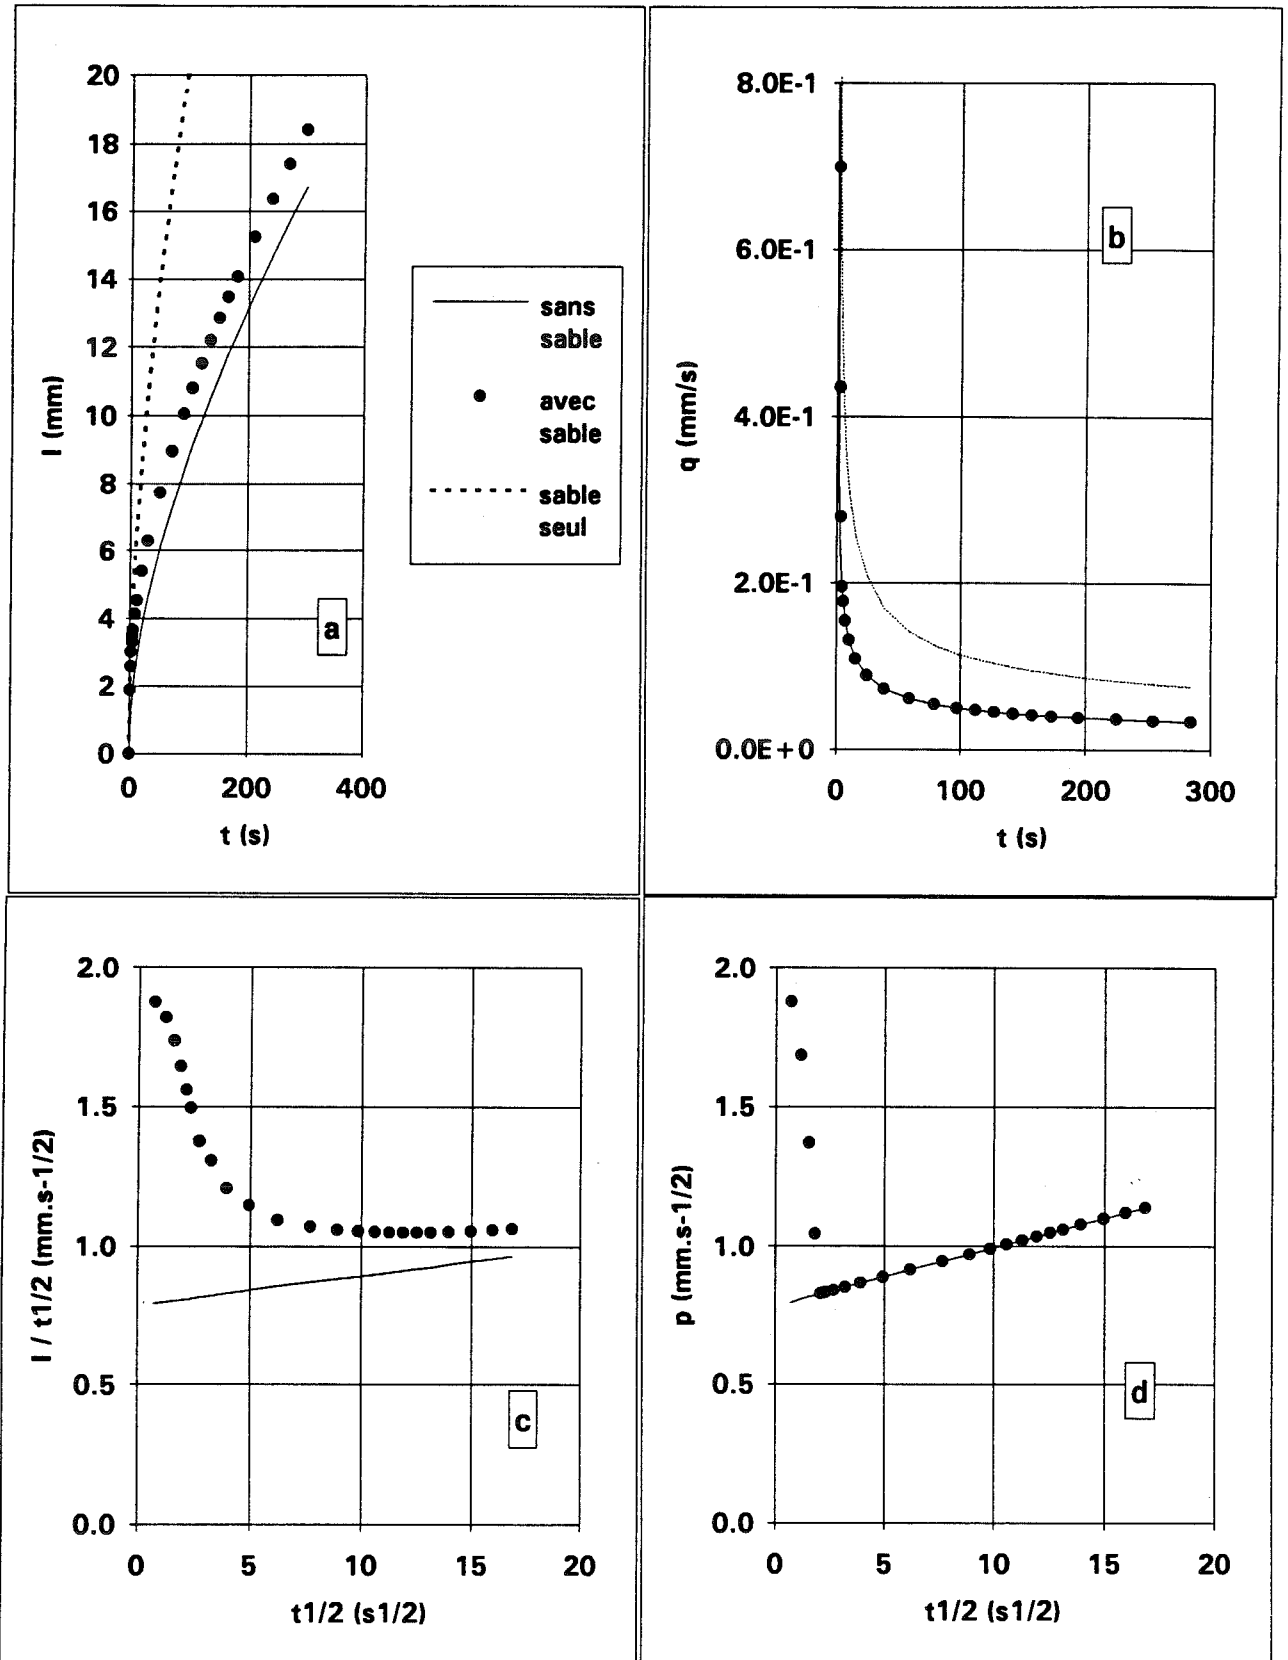 20
18
16
14
12
10
8
6
4
2
0
I (mm)
0 200 400
t (s)
a
sans
sable
avec
sable
sable
seul
8.0E-1
6.0E-1
4.0E-1
2.0E-1
0.0E+0
q (mm/s)
0 100 200 300
t (s)
b
2.0
1.5
1.0
0.5
0.0
I / t1/2 (mm.s-1/2)
0 5 10 15 20
t1/2 (s1/2)
c
2.0
1.5
1.0
0.5
0.0
p (mm.s-1/2)
0 5 10 15 20
t1/2 (s1/2)
d